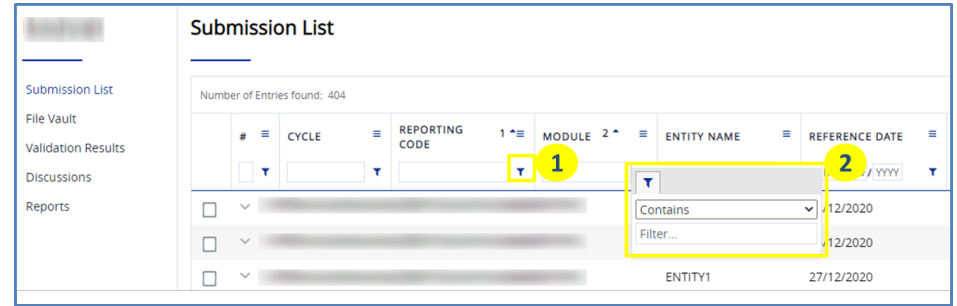 Submission List
Submission List
File Vault
Validation Results
Discussions
Reports
Number of Entries found: 404
# CYCLE REPORTING CODE 1 MODULE 2 ENTITY NAME REFERENCE DATE
1
2
/ YYYY
Contains
Filter...
/12/2020
/12/2020
ENTITY1 27/12/2020